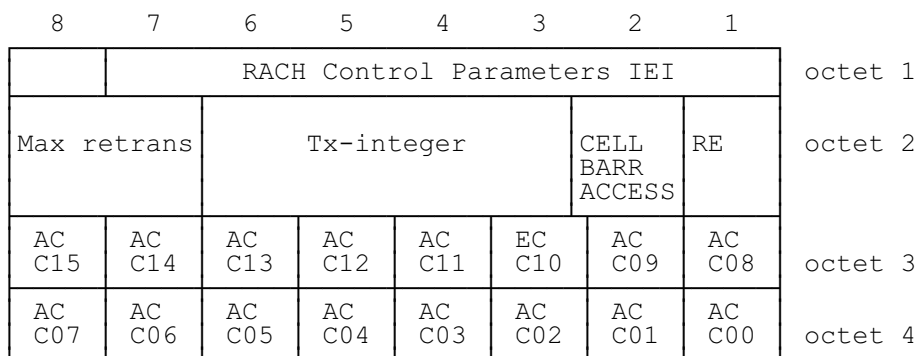 8 7 6 5 4 3 2 1
RACH Control Parameters IEI octet 1
Max retrans Tx-integer CELL RE octet 2
BARR
ACCESS
AC AC AC AC AC EC AC AC
C15 C14 C13 C12 C11 C10 C09 C08 octet 3
AC AC AC AC AC EC AC AC
C07 C06 C05 C04 C03 C02 C01 C00 octet 4